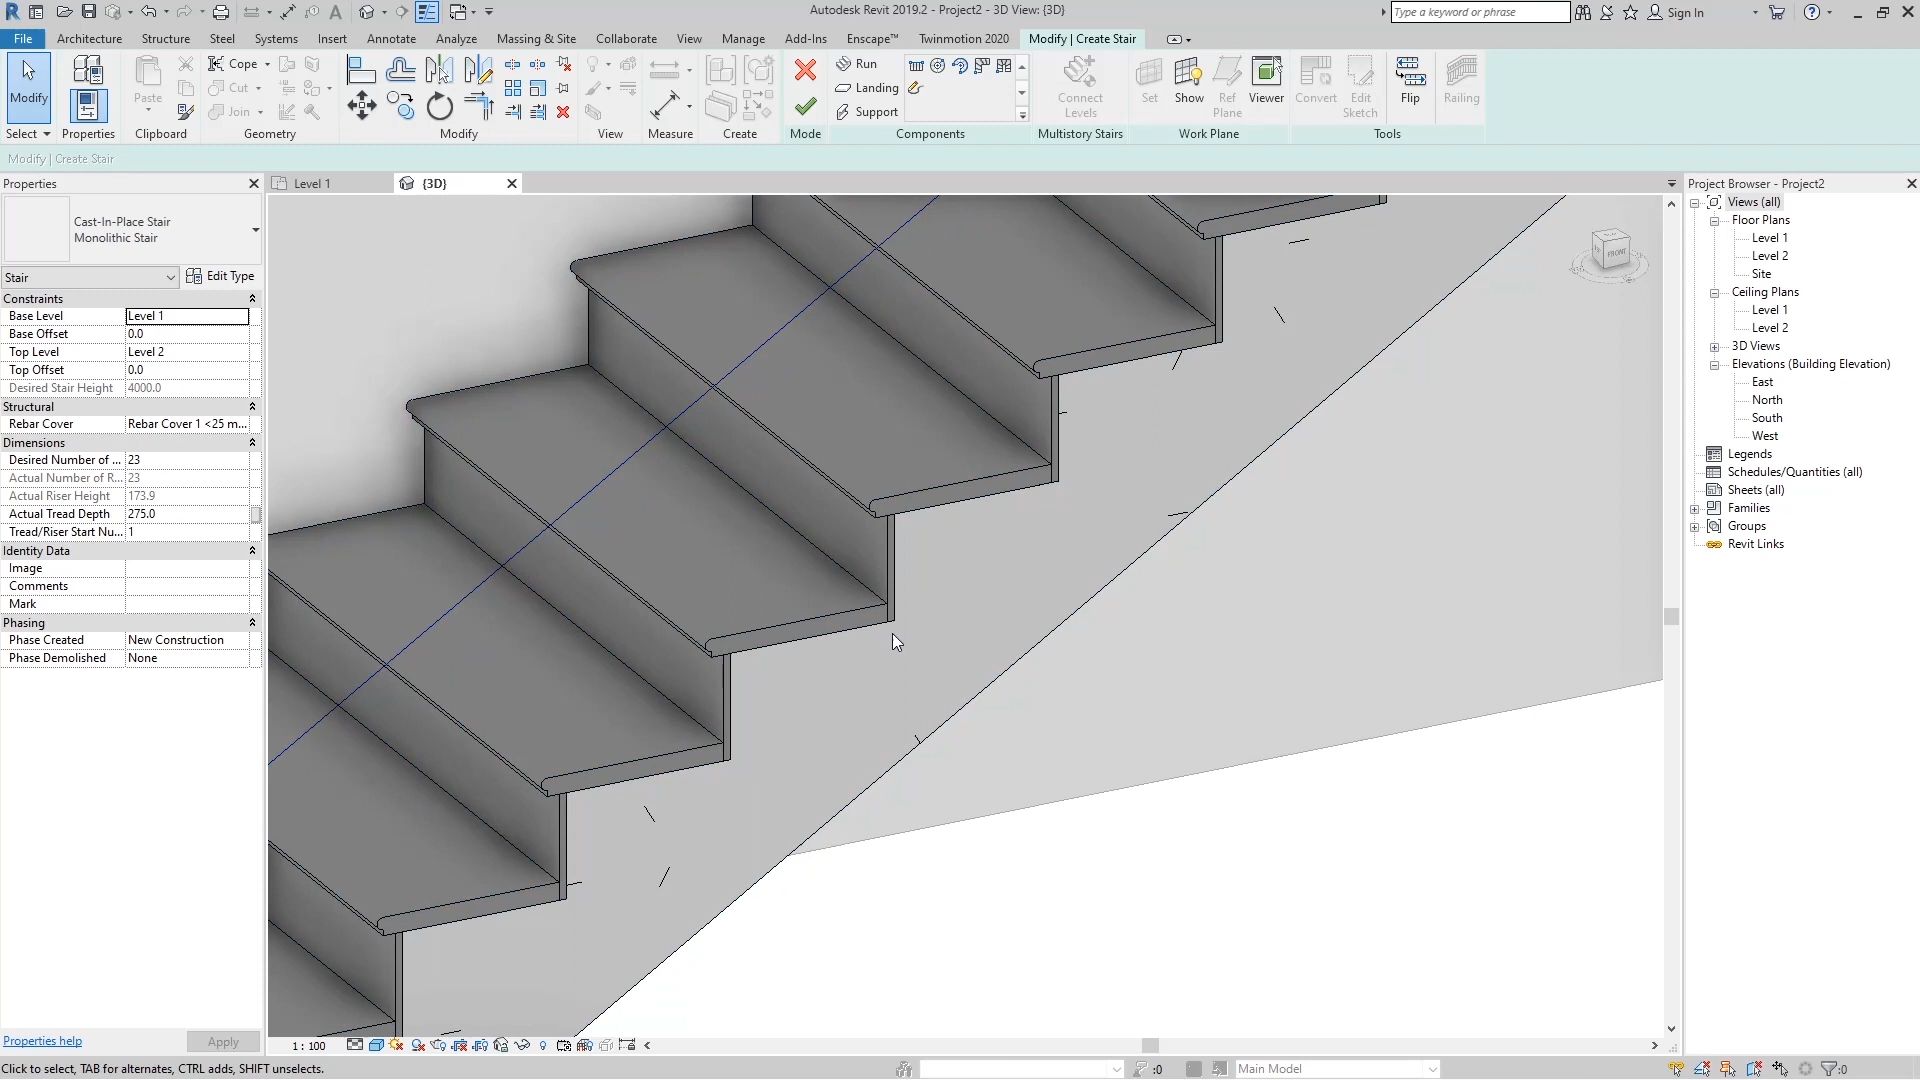 Autodesk Revit 2019.2 - Project2 - 3D View: {3D}
Type a keyword or phrase
Sign In
File Architecture Structure Steel Systems Insert Annotate Analyze Massing & Site Collaborate View Manage Add-Ins Enscape™ Twinmotion 2020 Modify | Create Stair
Modify
Paste
Cope
Cut
Join
Run
Landing
Support
Connect
Levels
Set
Show
Ref
Plane
Viewer
Convert
Edit
Sketch
Flip
Railing
Select Properties Clipboard Geometry Modify View Measure Create Mode Components Multistory Stairs Work Plane Tools
Modify | Create Stair
Properties
Level 1
{3D}
Project Browser - Project2
Cast-In-Place Stair
Monolithic Stair
Stair
Edit Type
Constraints
Base Level Level 1
Base Offset 0.0
Top Level Level 2
Top Offset 0.0
Desired Stair Height 4000.0
Structural
Rebar Cover Rebar Cover 1 <25 m...
Dimensions
Desired Number of ... 23
Actual Number of R... 23
Actual Riser Height 173.9
Actual Tread Depth 275.0
Tread/Riser Start Nu... 1
Identity Data
Image
Comments
Mark
Phasing
Phase Created New Construction
Phase Demolished None
Properties help
Apply
FRONT
Views (all)
Floor Plans
Level 1
Level 2
Site
Ceiling Plans
Level 1
Level 2
3D Views
Elevations (Building Elevation)
East
North
South
West
Legends
Schedules/Quantities (all)
Sheets (all)
Families
Groups
Revit Links
1 : 100
Click to select, TAB for alternates, CTRL adds, SHIFT unselects.
:0
Main Model
:0